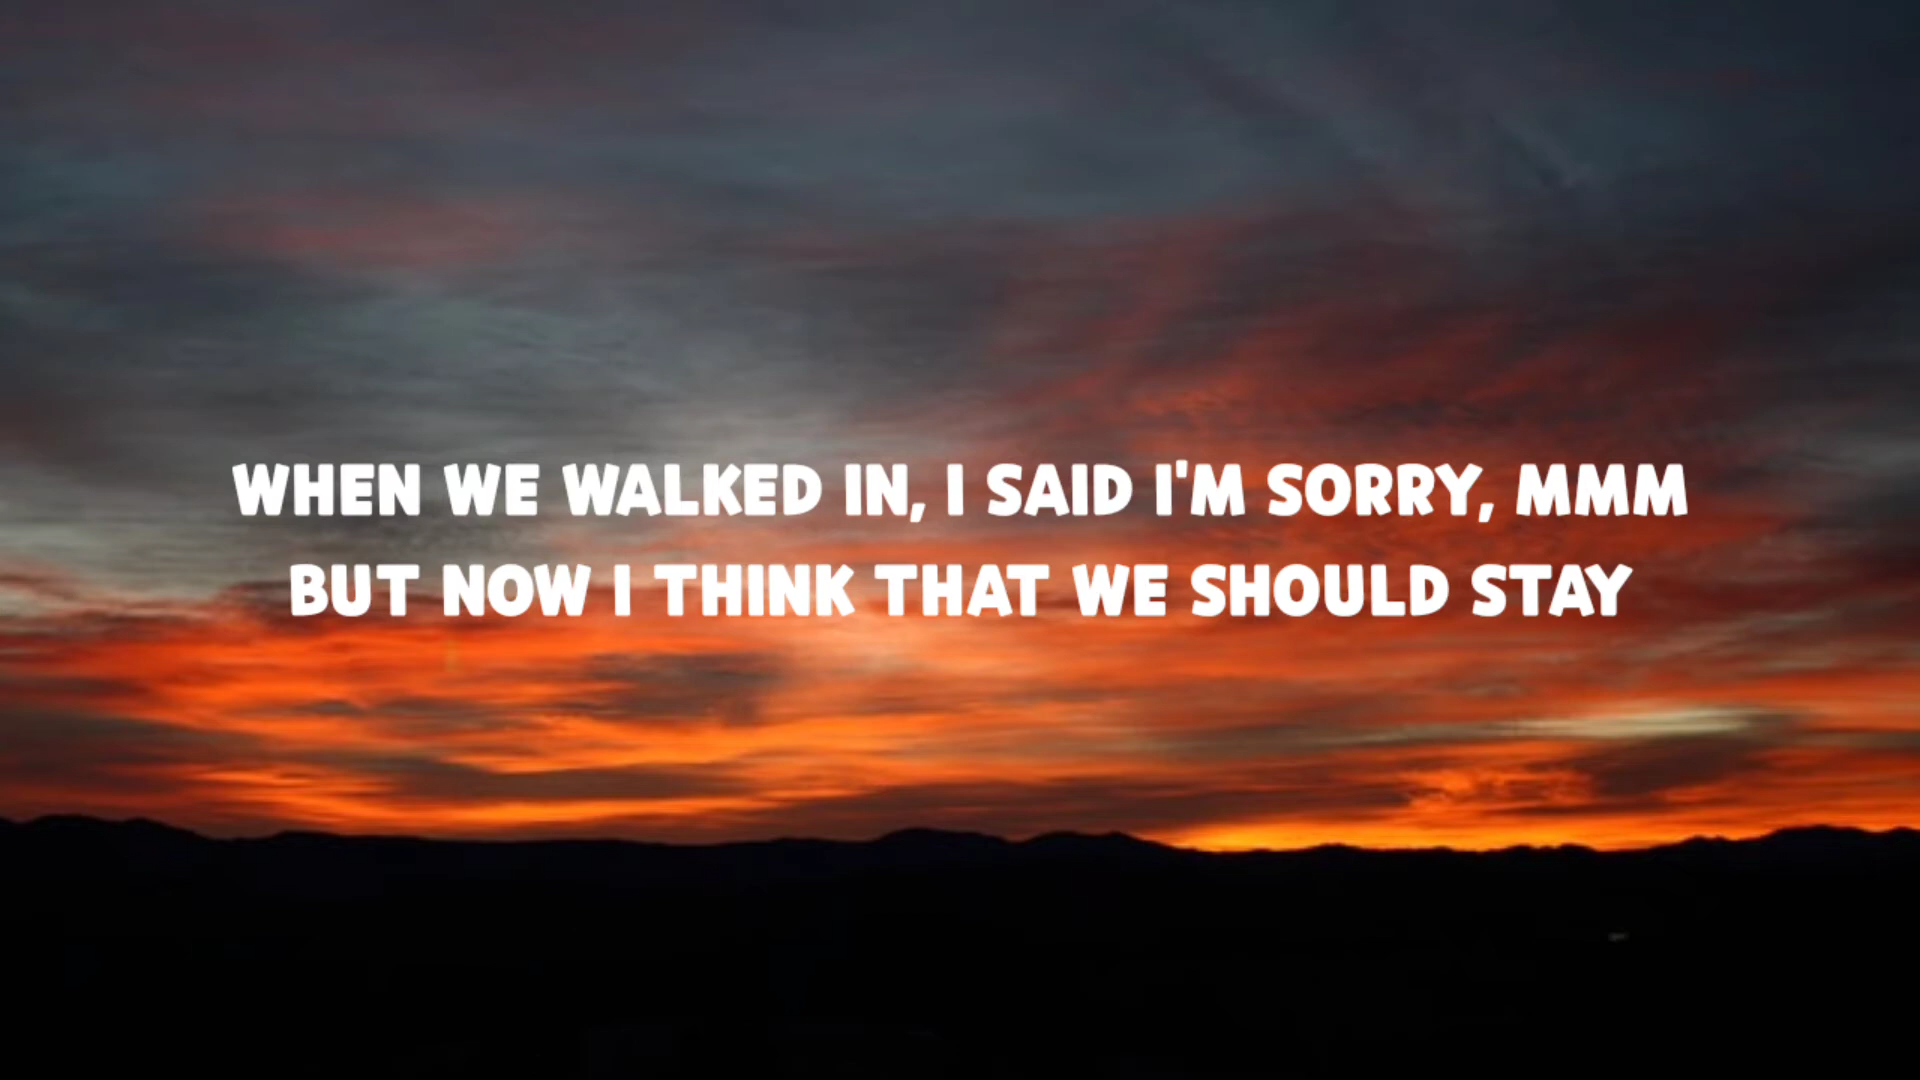 WHEN WE WALKED IN, I SAID I'M SORRY, MMM
BUT NOW I THINK THAT WE SHOULD STAY